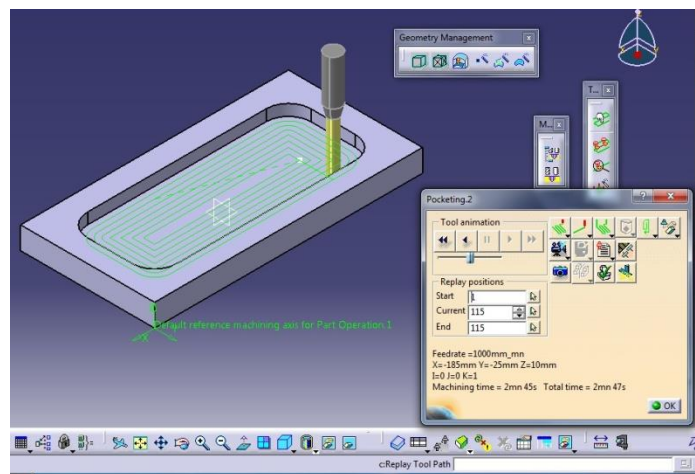 Geometry Management
T...
M...
Pocketing.2
Tool animation
Replay positions
Start 1
Current 115
End 115
Feedrate =1000mm_mn
X=-185mm Y=-25mm Z=10mm
I=0 J=0 K=1
Machining time = 2mn 45s Total time = 2mn 47s
OK
Default reference machining axis for Part Operation.1
X
c:Replay Tool Path